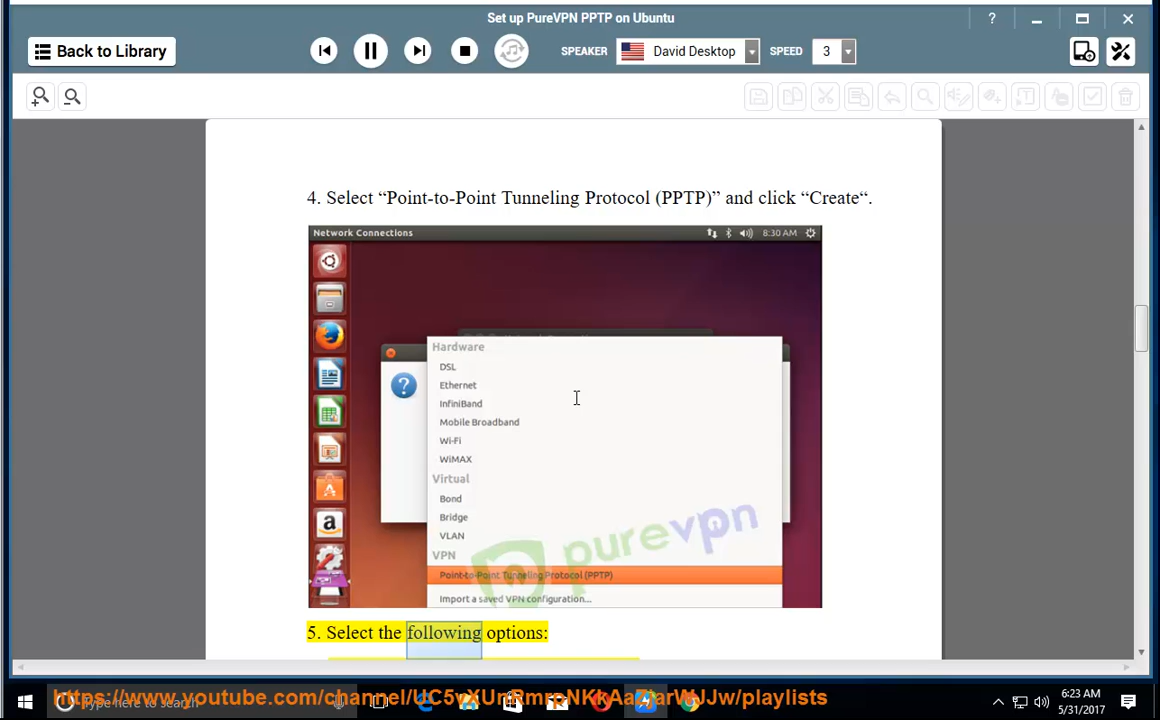 Set up PureVPN PPTP on Ubuntu
?
Back to Library
SPEAKER
David Desktop
SPEED
3
4. Select “Point-to-Point Tunneling Protocol (PPTP)” and click “Create“.
Network Connections
8:30 AM
Hardware
DSL
Ethernet
InfiniBand
Mobile Broadband
Wi-Fi
WiMAX
Virtual
Bond
Bridge
VLAN
VPN
Point-to-Point Tunneling Protocol (PPTP)
Import a saved VPN configuration...
purevpn
5. Select the following options:
6:23 AM
5/31/2017